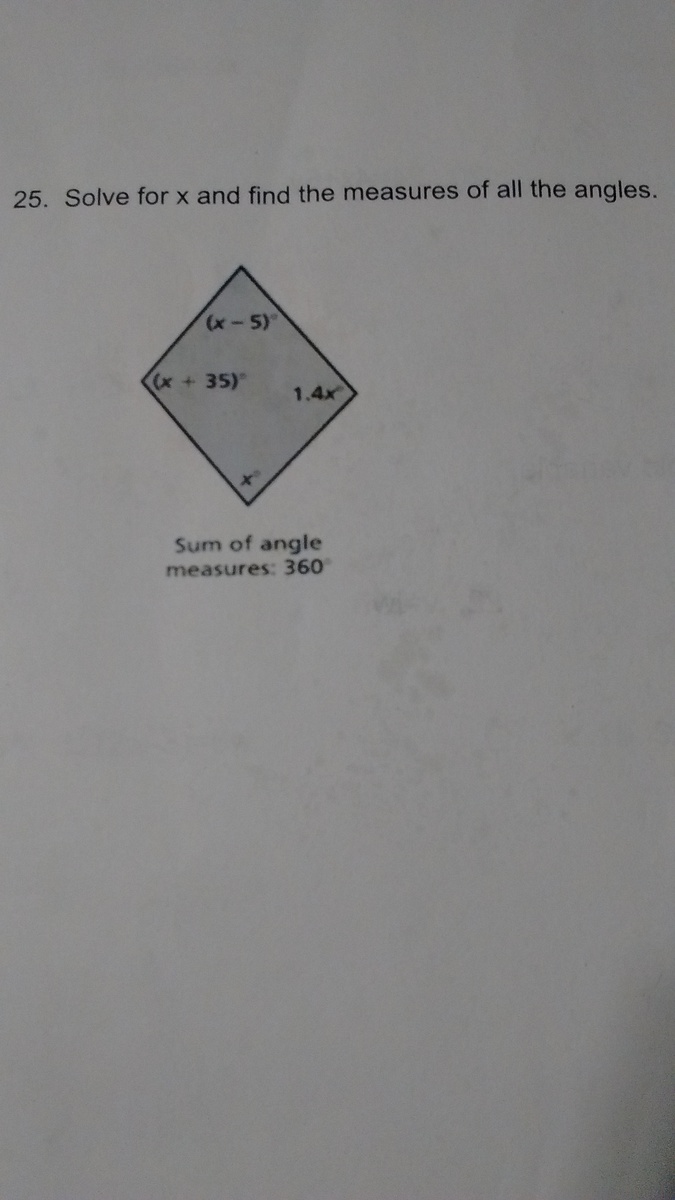 25. Solve for x and find the measures of all the angles.
(x – 5)°
(x + 35)°
1.4x°
x°
Sum of angle
measures: 360°